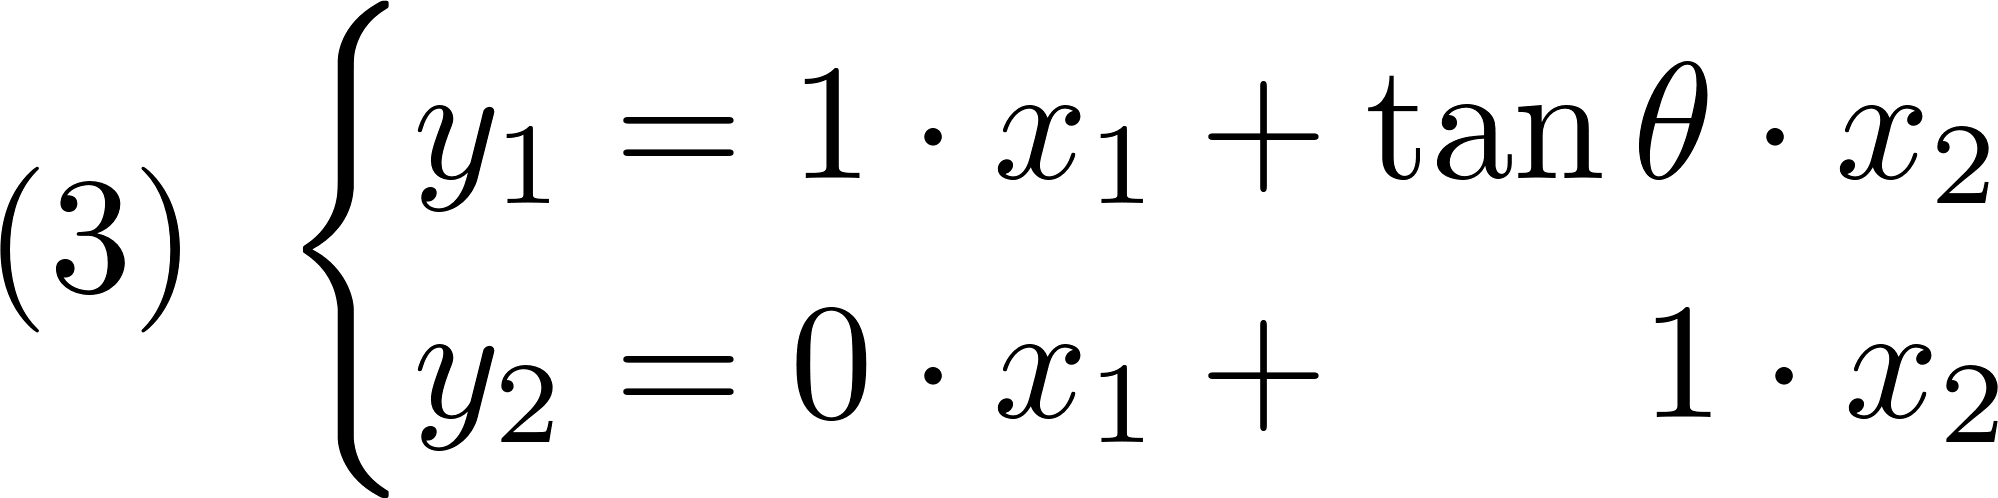 (3) { y₁ = 1 · x₁ + tan θ · x₂
y₂ = 0 · x₁ + 1 · x₂